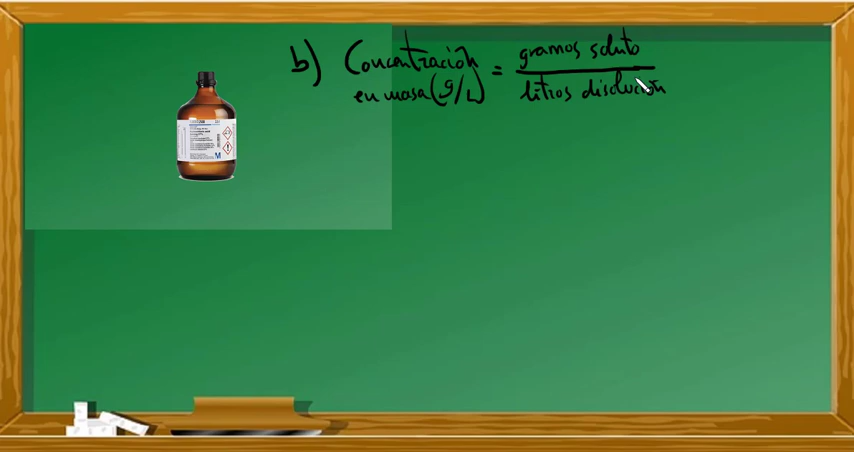 b) Concentración = gramos soluto
en masa (g/L) litros disolución
M